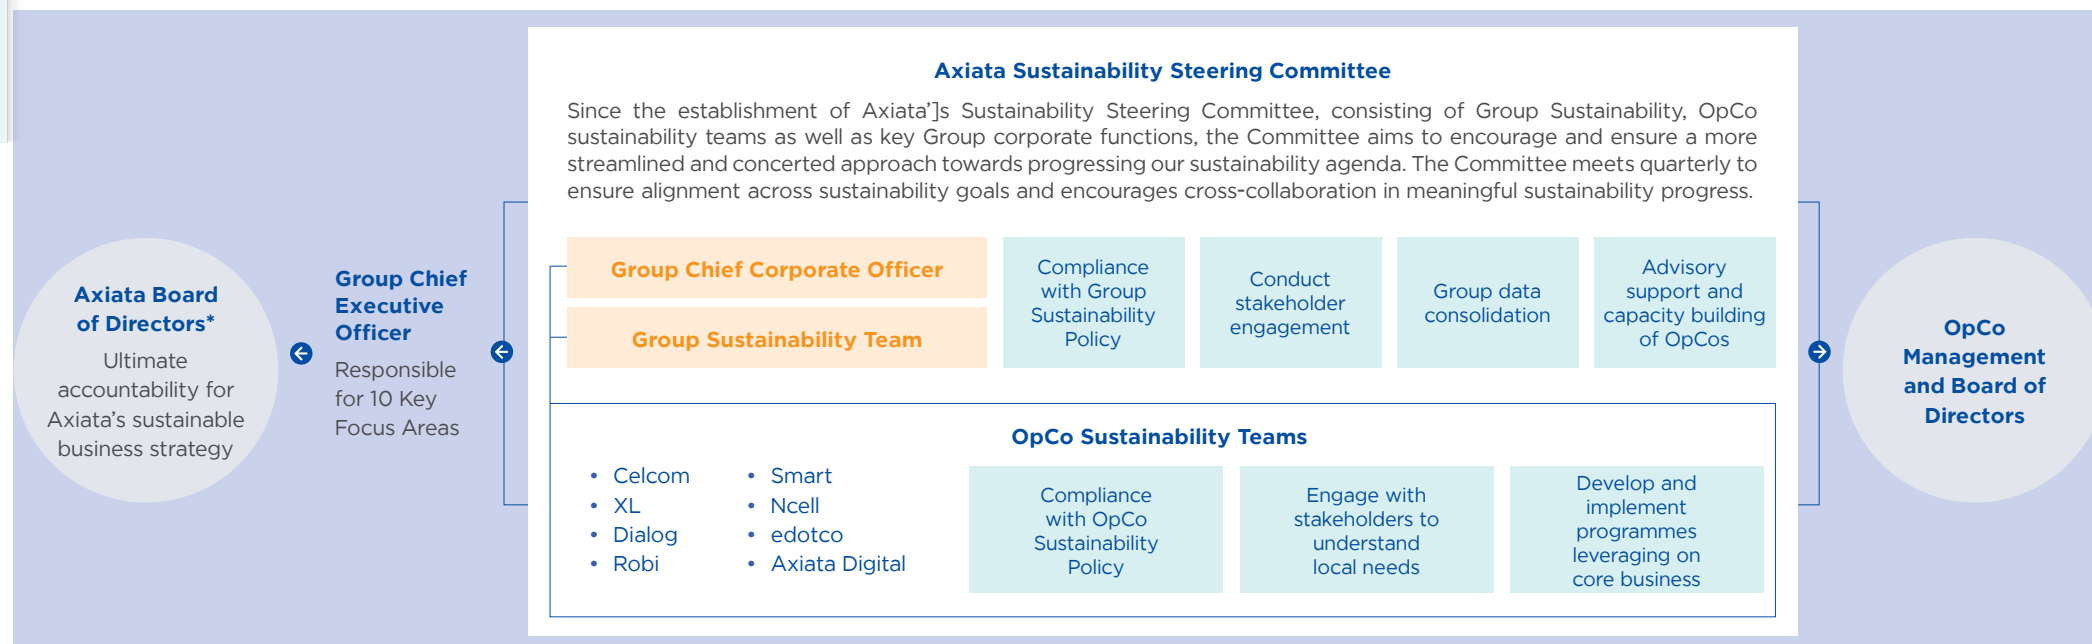 Axiata Sustainability Steering Committee
Since the establishment of Axiata']s Sustainability Steering Committee, consisting of Group Sustainability, OpCo
sustainability teams as well as key Group corporate functions, the Committee aims to encourage and ensure a more
streamlined and concerted approach towards progressing our sustainability agenda. The Committee meets quarterly to
ensure alignment across sustainability goals and encourages cross-collaboration in meaningful sustainability progress.
Axiata Board
of Directors*
Ultimate
accountability for
Axiata's sustainable
business strategy
Group Chief
Executive
Officer
Responsible
for 10 Key
Focus Areas
Group Chief Corporate Officer
Group Sustainability Team
Compliance
with Group
Sustainability
Policy
Conduct
stakeholder
engagement
Group data
consolidation
Advisory
support and
capacity building
of OpCos
OpCo Sustainability Teams
• Celcom
• XL
• Dialog
• Robi
• Smart
• Ncell
• edotco
• Axiata Digital
Compliance
with OpCo
Sustainability
Policy
Engage with
stakeholders to
understand
local needs
Develop and
implement
programmes
leveraging on
core business
OpCo
Management
and Board of
Directors